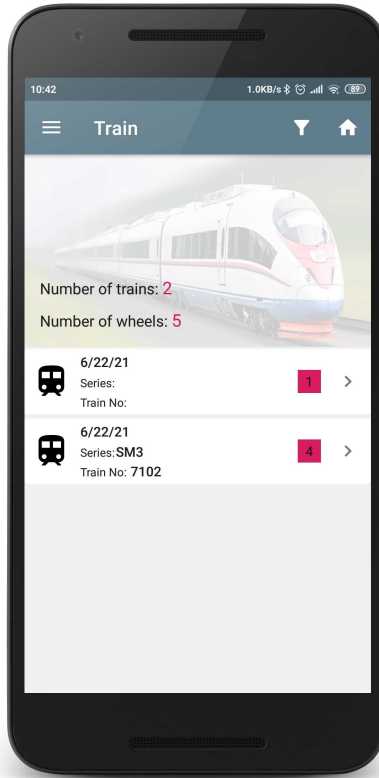 10:42 1.0KB/s 89
Train
Number of trains: 2
Number of wheels: 5
6/22/21
Series:
Train No:
1
6/22/21
Series:SM3
Train No: 7102
4